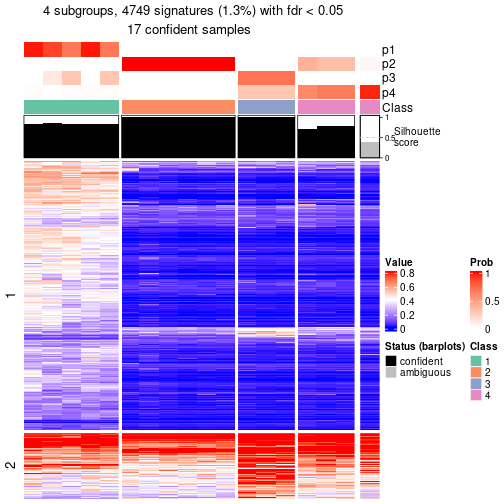 4 subgroups, 4749 signatures (1.3%) with fdr < 0.05
17 confident samples
p1
p2
p3
p4
Class
1
0.5
0
Silhouette
score
1
2
Value
0.8
0.6
0.4
0.2
0
Prob
1
0.5
0
Status (barplots)
confident
ambiguous
Class
1
2
3
4